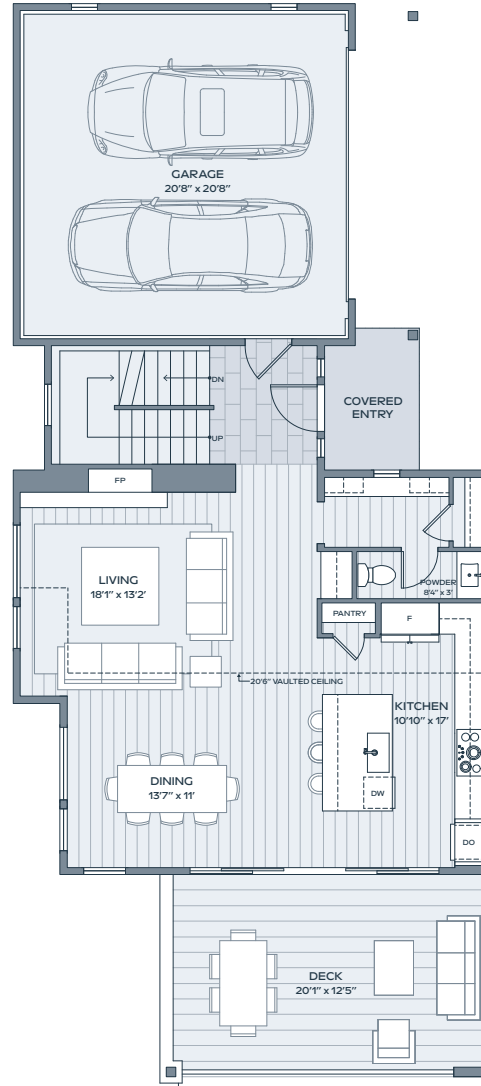 GARAGE
20'8" x 20'8"
DN
COVERED
ENTRY
UP
FP
LIVING
18'1" x 13'2'
POWDER
8'4" x 3'
PANTRY
F
20'6" VAULTED CEILING
KITCHEN
10'10" x 17'
DINING
13'7" x 11'
DW
DO
DECK
20'1" x 12'5"